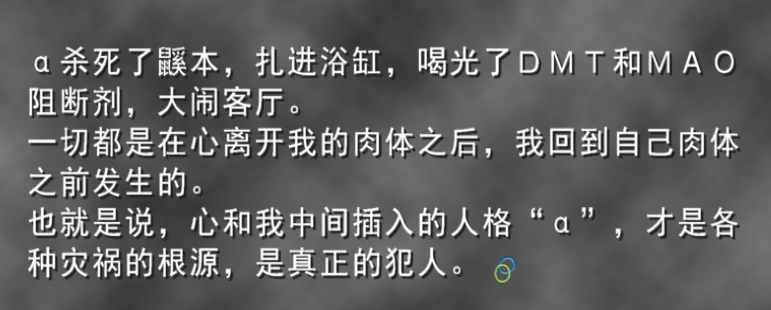 α杀死了鼷本，扎进浴缸，喝光了ＤＭＴ和ＭＡＯ
阻断剂，大闹客厅。
一切都是在心离开我的肉体之后，我回到自己肉体
之前发生的。
也就是说，心和我中间插入的人格“α”，才是各
种灾祸的根源，是真正的犯人。